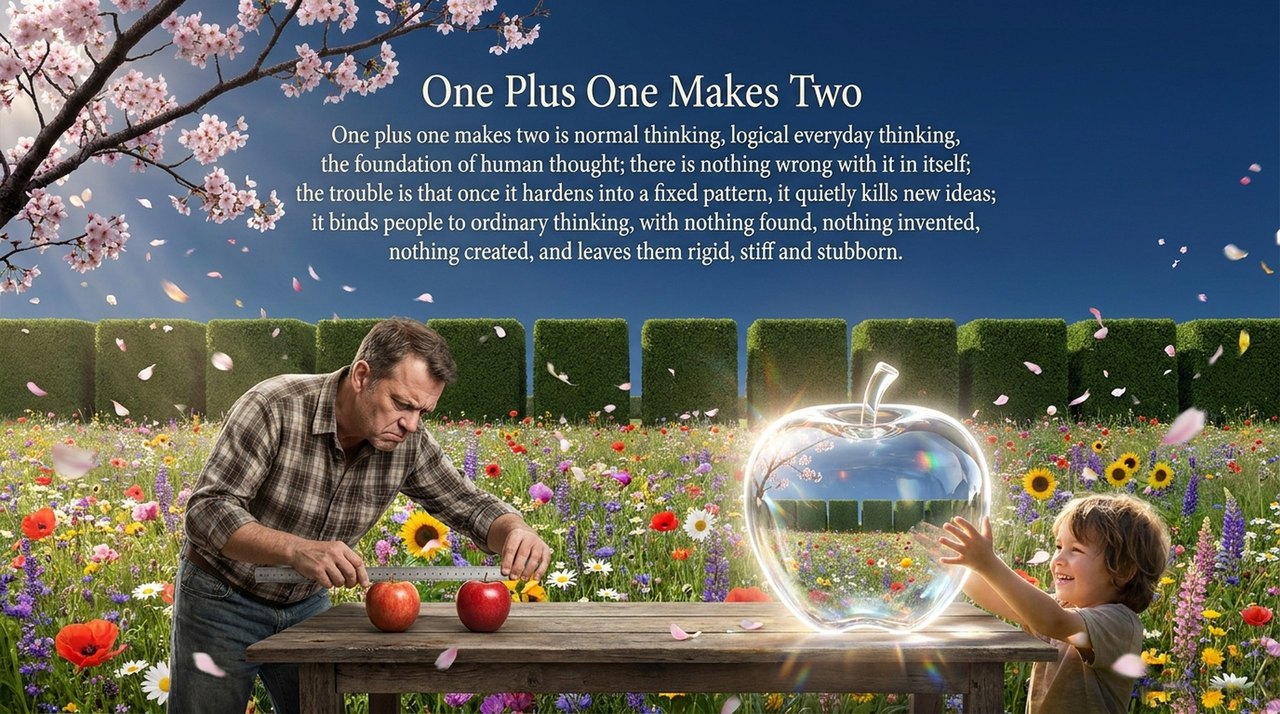 One Plus One Makes Two
One plus one makes two is normal thinking, logical everyday thinking,
the foundation of human thought; there is nothing wrong with it in itself;
the trouble is that once it hardens into a fixed pattern, it quietly kills new ideas;
it binds people to ordinary thinking, with nothing found, nothing invented,
nothing created, and leaves them rigid, stiff and stubborn.